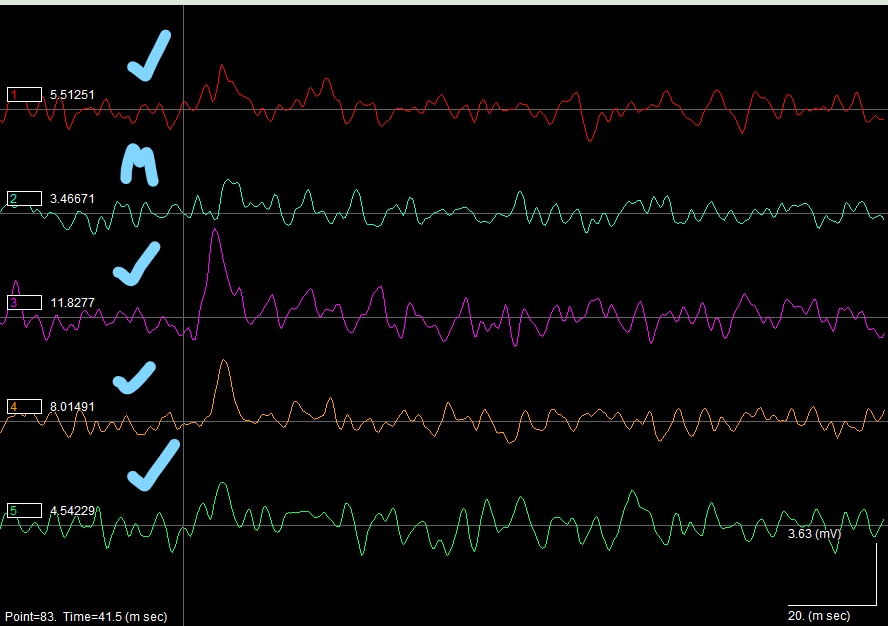 1 5.51251
M
2 3.46671
3 11.8277
4 8.01491
5 4.54229
3.63 (mV)
Point=83. Time=41.5 (m sec)
20. (m sec)